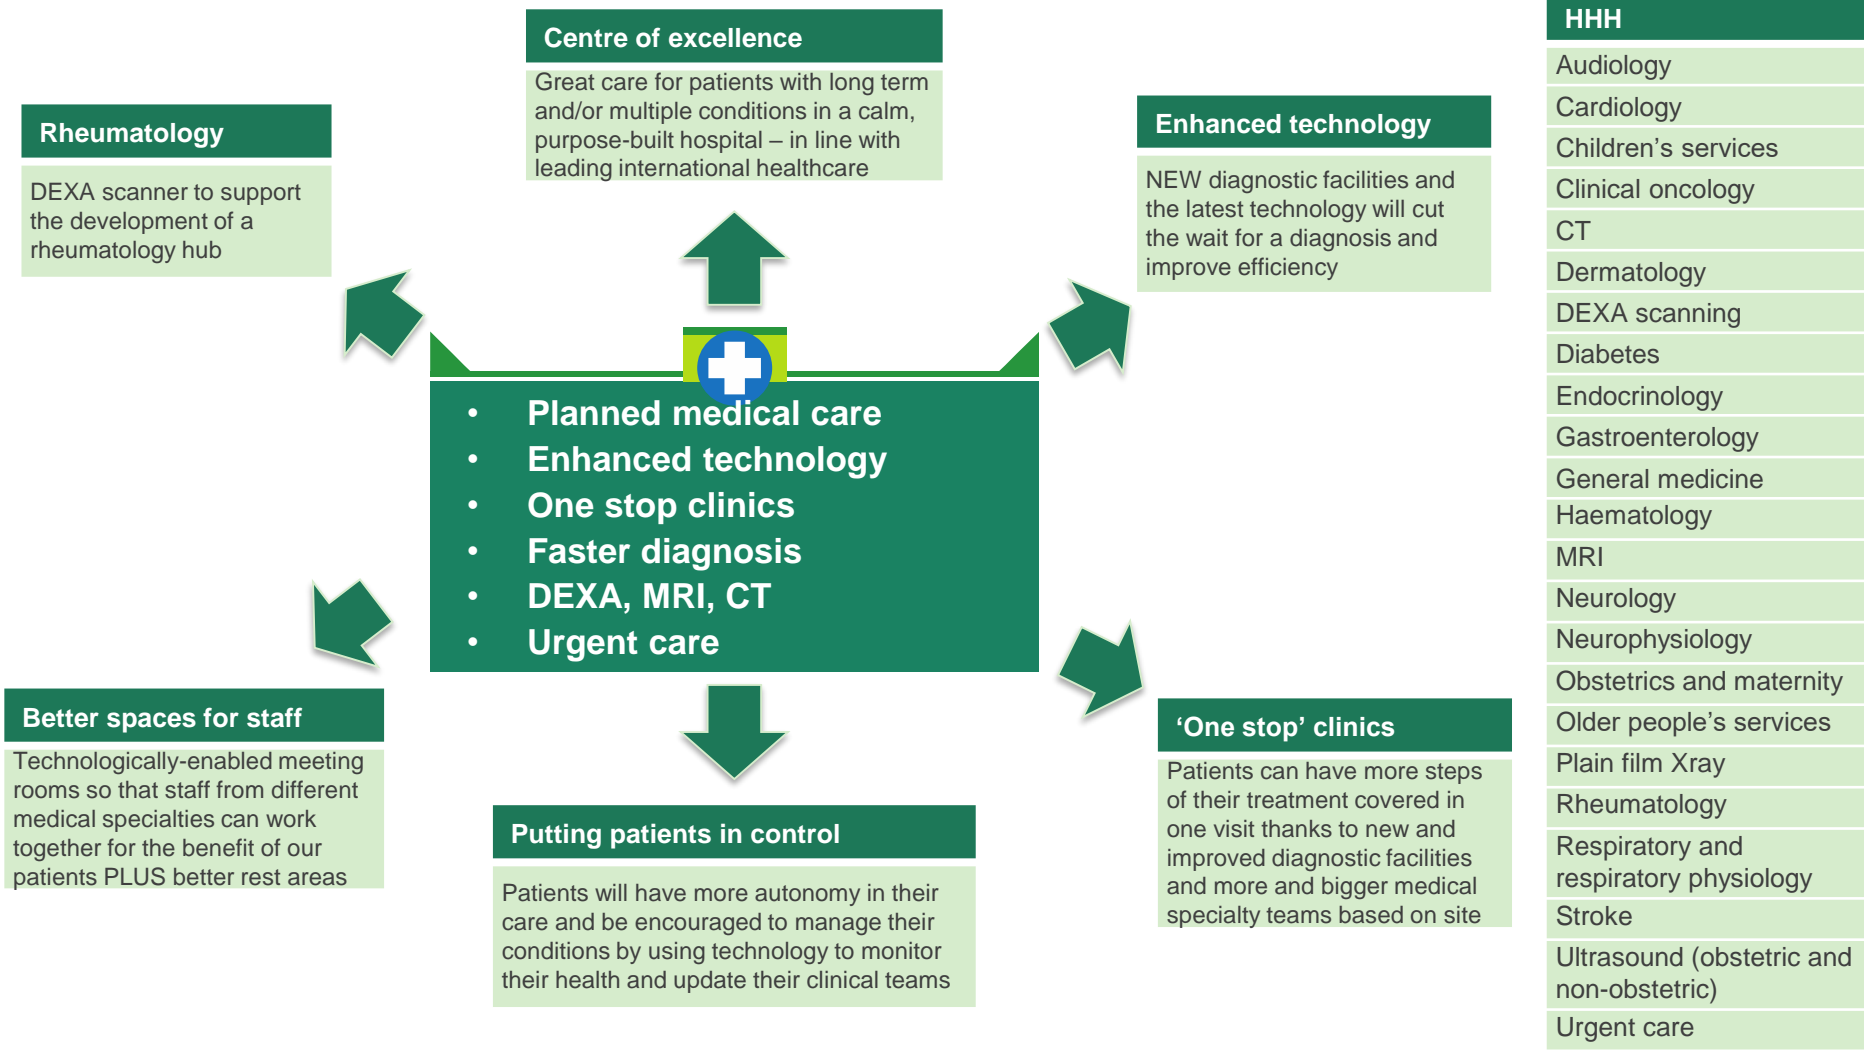 Centre of excellence
Great care for patients with long term
and/or multiple conditions in a calm,
purpose-built hospital – in line with
leading international healthcare
Rheumatology
DEXA scanner to support
the development of a
rheumatology hub
Enhanced technology
NEW diagnostic facilities and
the latest technology will cut
the wait for a diagnosis and
improve efficiency
• Planned medical care
• Enhanced technology
• One stop clinics
• Faster diagnosis
• DEXA, MRI, CT
• Urgent care
Better spaces for staff
Technologically-enabled meeting
rooms so that staff from different
medical specialties can work
together for the benefit of our
patients PLUS better rest areas
Putting patients in control
Patients will have more autonomy in their
care and be encouraged to manage their
conditions by using technology to monitor
their health and update their clinical teams
‘One stop’ clinics
Patients can have more steps
of their treatment covered in
one visit thanks to new and
improved diagnostic facilities
and more and bigger medical
specialty teams based on site
HHH
Audiology
Cardiology
Children’s services
Clinical oncology
CT
Dermatology
DEXA scanning
Diabetes
Endocrinology
Gastroenterology
General medicine
Haematology
MRI
Neurology
Neurophysiology
Obstetrics and maternity
Older people’s services
Plain film Xray
Rheumatology
Respiratory and
respiratory physiology
Stroke
Ultrasound (obstetric and
non-obstetric)
Urgent care